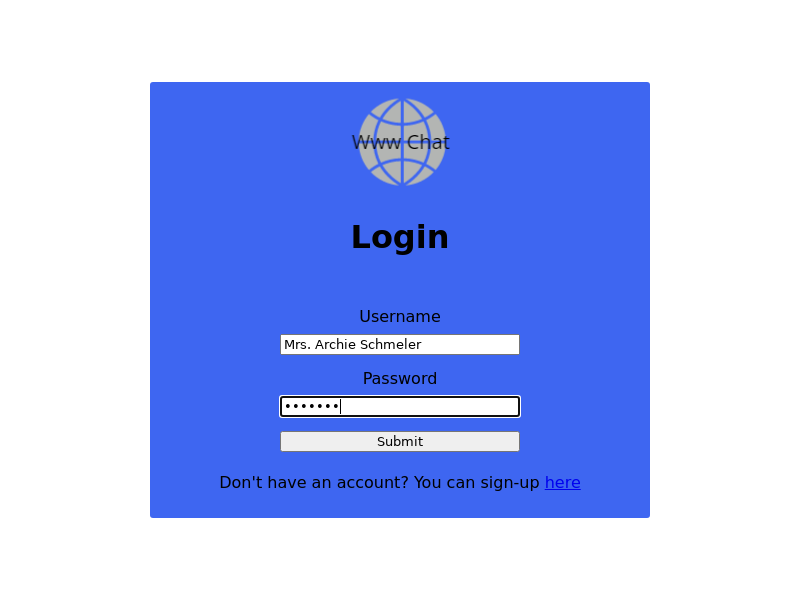 Www Chat
Login
Username
Mrs. Archie Schmeler
Password
•••••••
Submit
Don't have an account? You can sign-up here